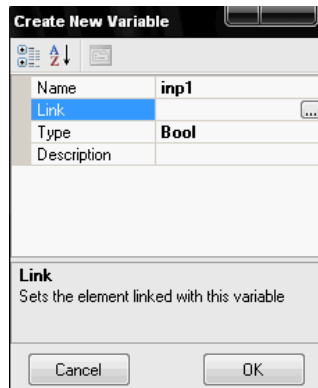 Create New Variable
Name inp1
Link ...
Type Bool
Description
Link
Sets the element linked with this variable
Cancel OK